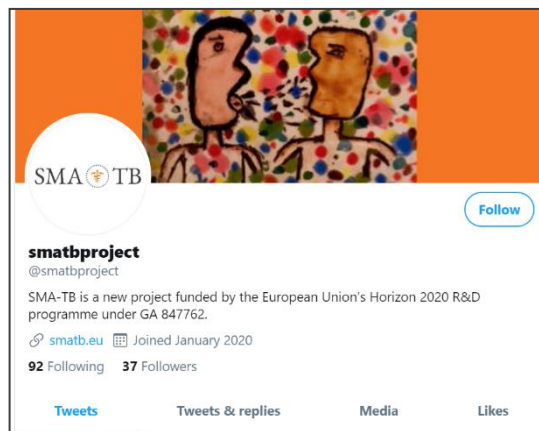 SMA TB
Follow
smatbproject
@smatbproject
SMA-TB is a new project funded by the European Union's Horizon 2020 R&D
programme under GA 847762.
smatb.eu Joined January 2020
92 Following 37 Followers
Tweets Tweets & replies Media Likes